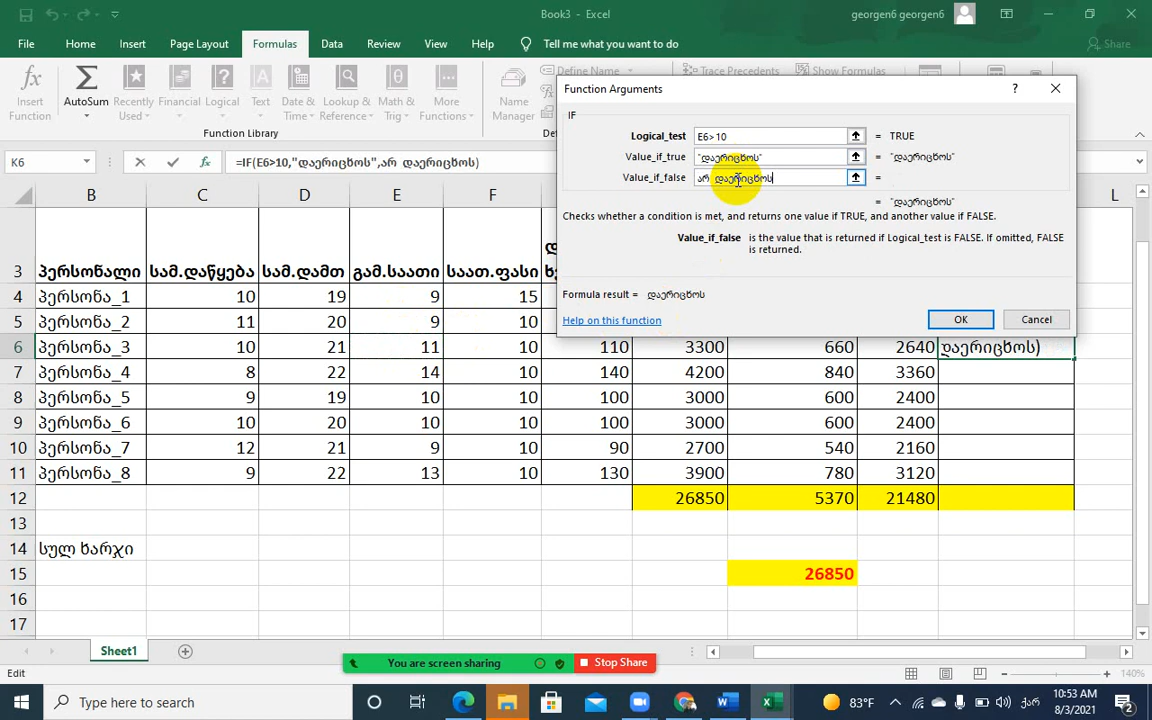 Book3 - Excel
georgen6 georgen6
File Home Insert Page Layout Formulas Data Review View Help Tell me what you want to do Share
Insert Function
AutoSum
Recently Used
Financial
Logical
Text
Date & Time
Lookup & Reference
Math & Trig
More Functions
Name Manager
Define Name
Trace Precedents
Show Formulas
Function Library
Function Arguments
?
IF
Logical_test E6>10 = TRUE
Value_if_true "დაერიცხოს" = "დაერიცხოს"
Value_if_false არ დაერიცხოს =
= "დაერიცხოს"
Checks whether a condition is met, and returns one value if TRUE, and another value if FALSE.
Value_if_false is the value that is returned if Logical_test is FALSE. If omitted, FALSE
is returned.
Formula result = დაერიცხოს
Help on this function
OK Cancel
K6 =IF(E6>10,"დაერიცხოს",არ დაერიცხოს)
B C D E F L
3 პერსონალი სამ.დაწყება სამ.დამთ გამ.საათი საათ.ფასი
4 პერსონა_1 10 19 9 15
5 პერსონა_2 11 20 9 10
6 პერსონა_3 10 21 11 10 110 3300 660 2640 დაერიცხოს)
7 პერსონა_4 8 22 14 10 140 4200 840 3360
8 პერსონა_5 9 19 10 10 100 3000 600 2400
9 პერსონა_6 10 20 10 10 100 3000 600 2400
10 პერსონა_7 12 21 9 10 90 2700 540 2160
11 პერსონა_8 9 22 13 10 130 3900 780 3120
12 26850 5370 21480
13
14 სულ ხარჯი
15 26850
16
17
Sheet1
You are screen sharing
Stop Share
Edit
140%
Type here to search
83°F
ქარ
10:53 AM
8/3/2021
2